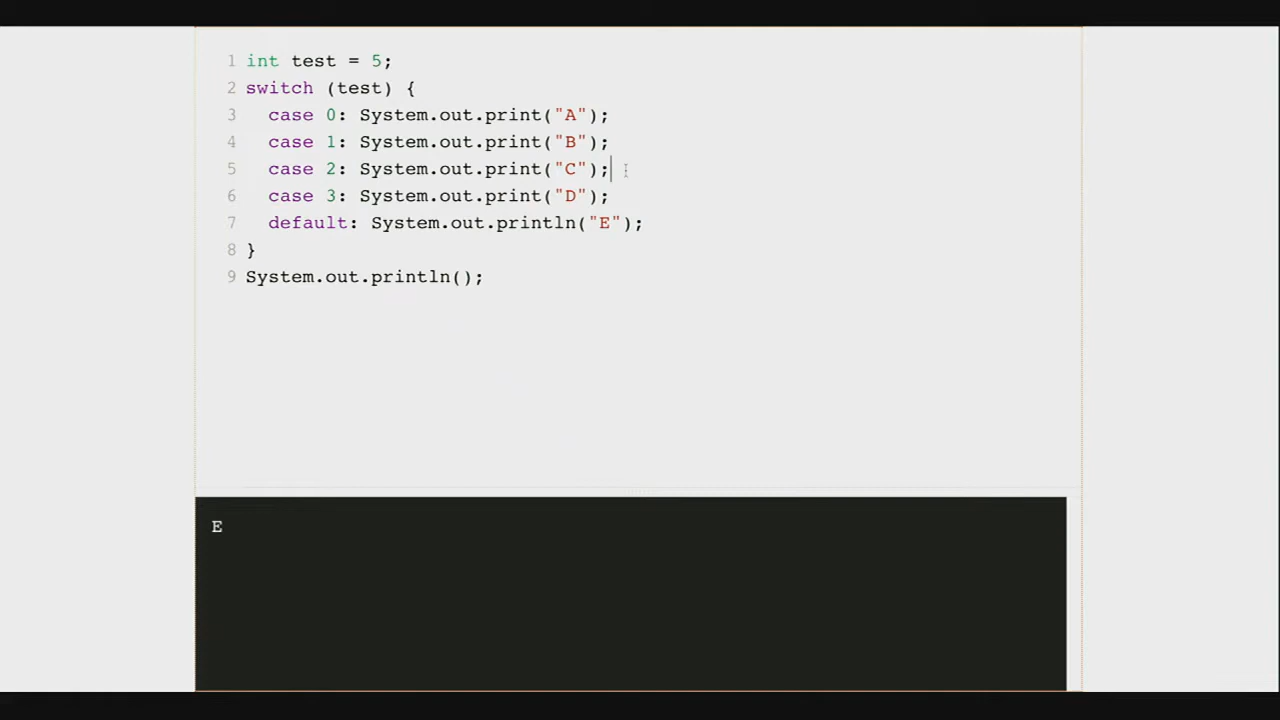 1 int test = 5;
2 switch (test) {
3   case 0: System.out.print("A");
4   case 1: System.out.print("B");
5   case 2: System.out.print("C");
6   case 3: System.out.print("D");
7   default: System.out.println("E");
8 }
9 System.out.println();
E